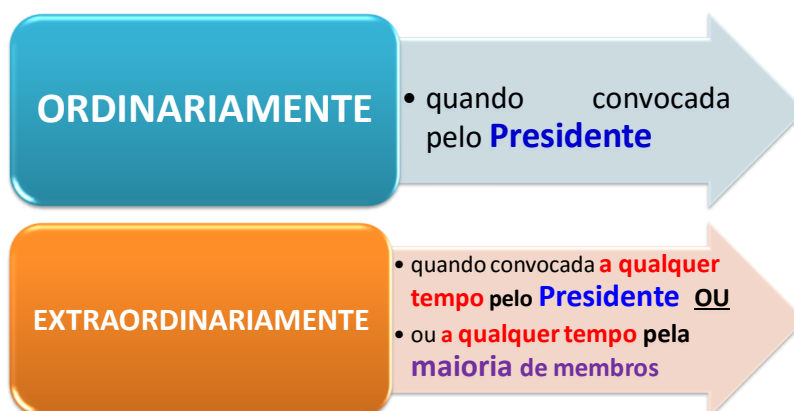 ORDINARIAMENTE
• quando convocada
pelo Presidente
EXTRAORDINARIAMENTE
• quando convocada a qualquer
tempo pelo Presidente OU
• ou a qualquer tempo pela
maioria de membros